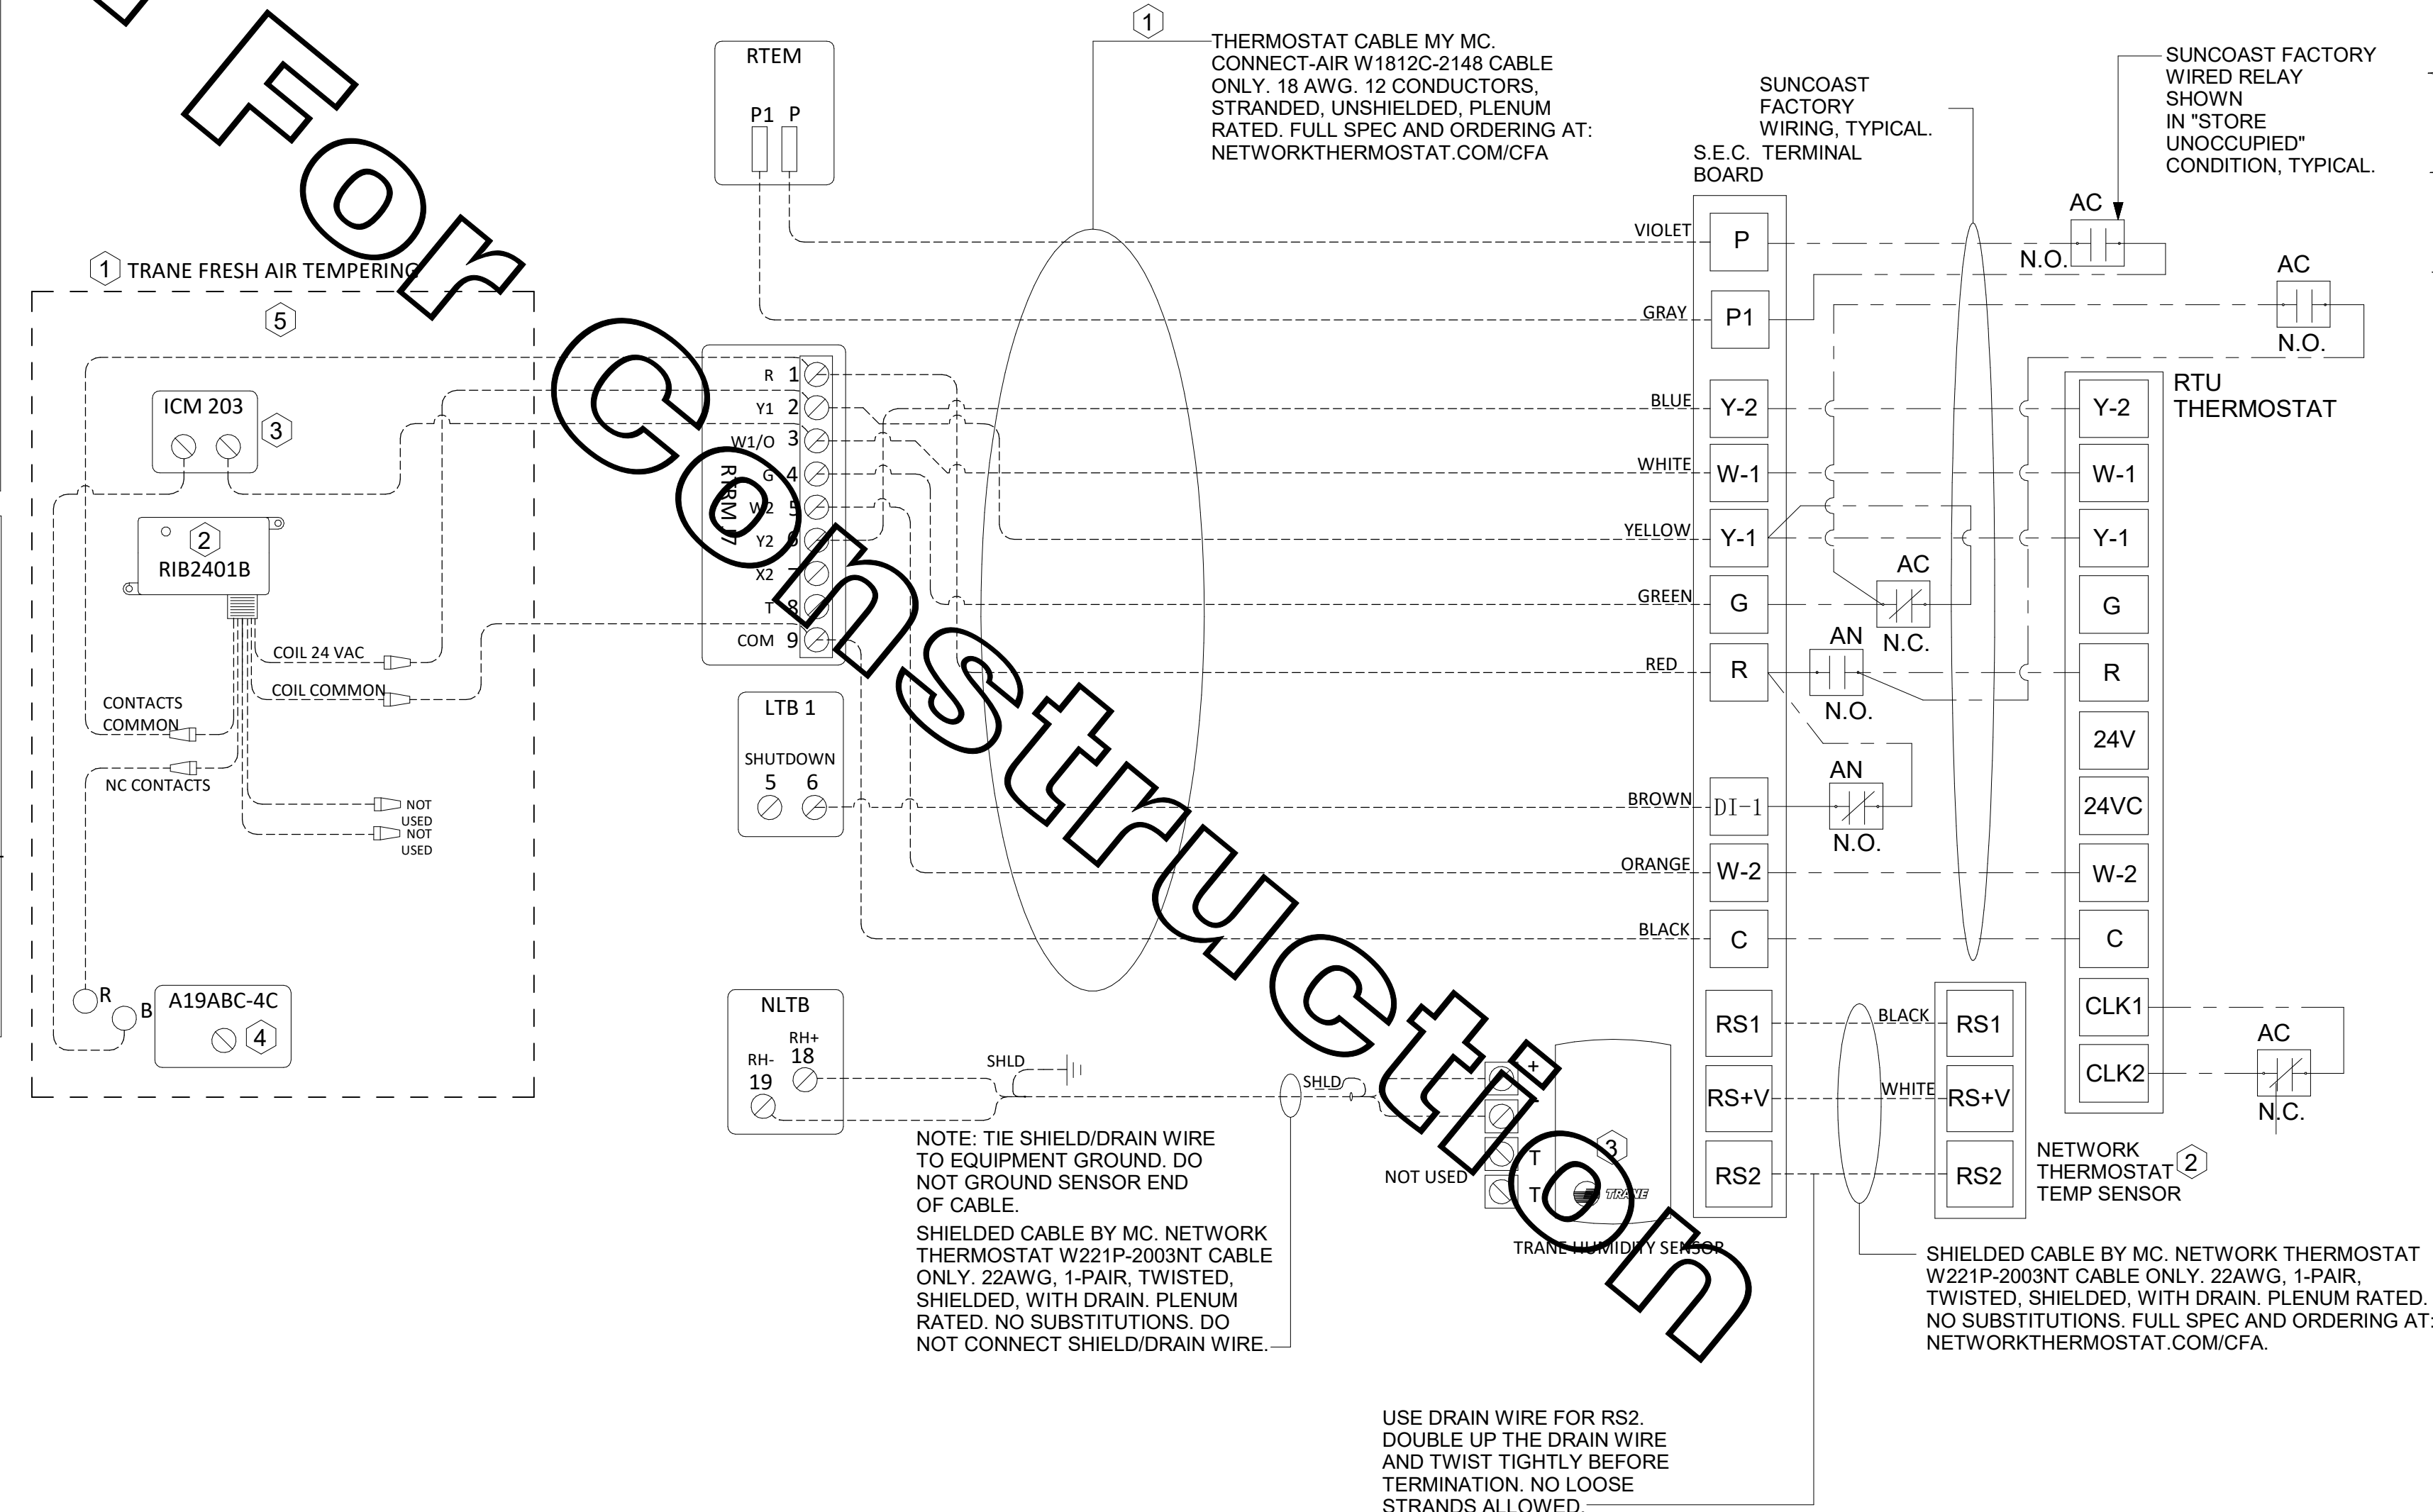 1
THERMOSTAT CABLE MY MC.
CONNECT-AIR W1812C-2148 CABLE
ONLY. 18 AWG. 12 CONDUCTORS,
STRANDED, UNSHIELDED, PLENUM
RATED. FULL SPEC AND ORDERING AT:
NETWORKTHERMOSTAT.COM/CFA
SUNCOAST
FACTORY
WIRING, TYPICAL.
SUNCOAST FACTORY
WIRED RELAY
SHOWN
IN "STORE
UNOCCUPIED"
CONDITION, TYPICAL.
For Construction
1 TRANE FRESH AIR TEMPERING
5
ICM 203
3
2
RIB2401B
COIL 24 VAC
COIL COMMON
CONTACTS
COMMON
NC CONTACTS
NOT
USED
NOT
USED
R
B
A19ABC-4C
4
RTEM
P1 P
RTRM J7
R 1
Y1 2
W1/O 3
G 4
W2 5
Y2 6
X2 7
T 8
COM 9
LTB 1
SHUTDOWN
5 6
NLTB
RH+
RH- 18
19
SHLD
SHLD
NOTE: TIE SHIELD/DRAIN WIRE
TO EQUIPMENT GROUND. DO
NOT GROUND SENSOR END
OF CABLE.
SHIELDED CABLE BY MC. NETWORK
THERMOSTAT W221P-2003NT CABLE
ONLY. 22AWG, 1-PAIR, TWISTED,
SHIELDED, WITH DRAIN. PLENUM
RATED. NO SUBSTITUTIONS. DO
NOT CONNECT SHIELD/DRAIN WIRE.
+
-
T
T
NOT USED
3
TRANE
TRANE HUMIDITY SENSOR
S.E.C. TERMINAL
BOARD
VIOLET P
GRAY P1
BLUE Y-2
WHITE W-1
YELLOW Y-1
GREEN G
RED R
BROWN DI-1
ORANGE W-2
BLACK C
RS1
RS+V
RS2
AC
N.O.
AC
N.O.
AC
N.C.
AN
N.O.
AN
N.O.
RTU
THERMOSTAT
Y-2
W-1
Y-1
G
R
24V
24VC
W-2
C
CLK1
CLK2
AC
N.C.
BLACK
WHITE
RS1
RS+V
RS2
NETWORK
THERMOSTAT
TEMP SENSOR
2
SHIELDED CABLE BY MC. NETWORK THERMOSTAT
W221P-2003NT CABLE ONLY. 22AWG, 1-PAIR,
TWISTED, SHIELDED, WITH DRAIN. PLENUM RATED.
NO SUBSTITUTIONS. FULL SPEC AND ORDERING AT:
NETWORKTHERMOSTAT.COM/CFA.
USE DRAIN WIRE FOR RS2.
DOUBLE UP THE DRAIN WIRE
AND TWIST TIGHTLY BEFORE
TERMINATION. NO LOOSE
STRANDS ALLOWED.